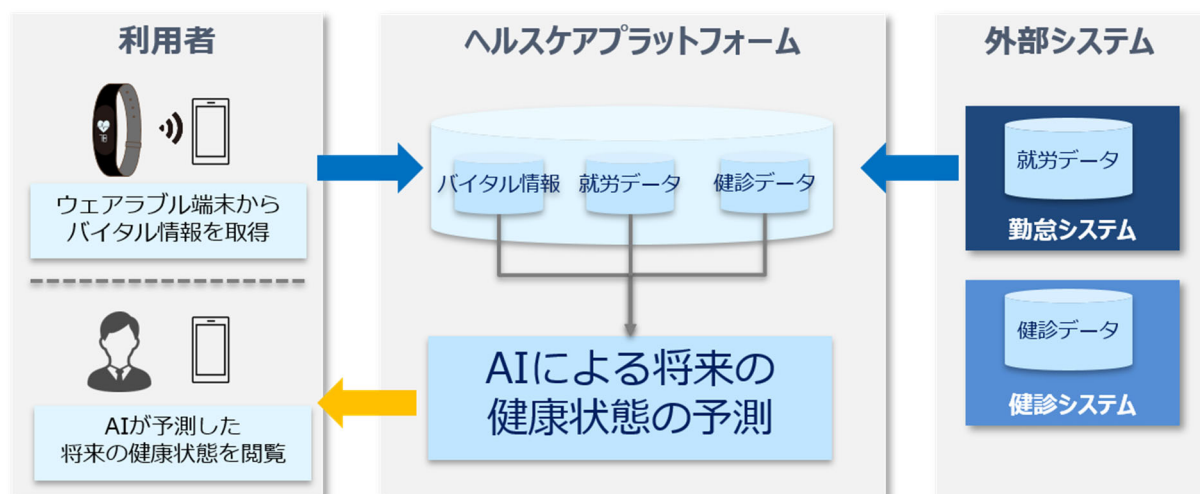 利用者
ウェアラブル端末から
バイタル情報を取得
AIが予測した
将来の健康状態を閲覧
ヘルスケアプラットフォーム
バイタル情報
就労データ
健診データ
AIによる将来の
健康状態の予測
外部システム
就労データ
勤怠システム
健診データ
健診システム